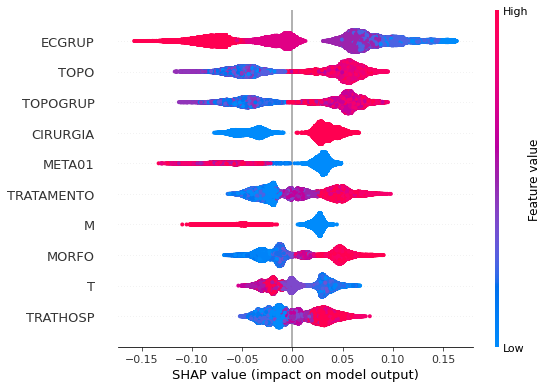 High
ECGRUP
TOPO
TOPOGRUP
CIRURGIA
META01
TRATAMENTO
M
MORFO
T
TRATHOSP
Feature value
Low
−0.15 −0.10 −0.05 0.00 0.05 0.10 0.15
SHAP value (impact on model output)